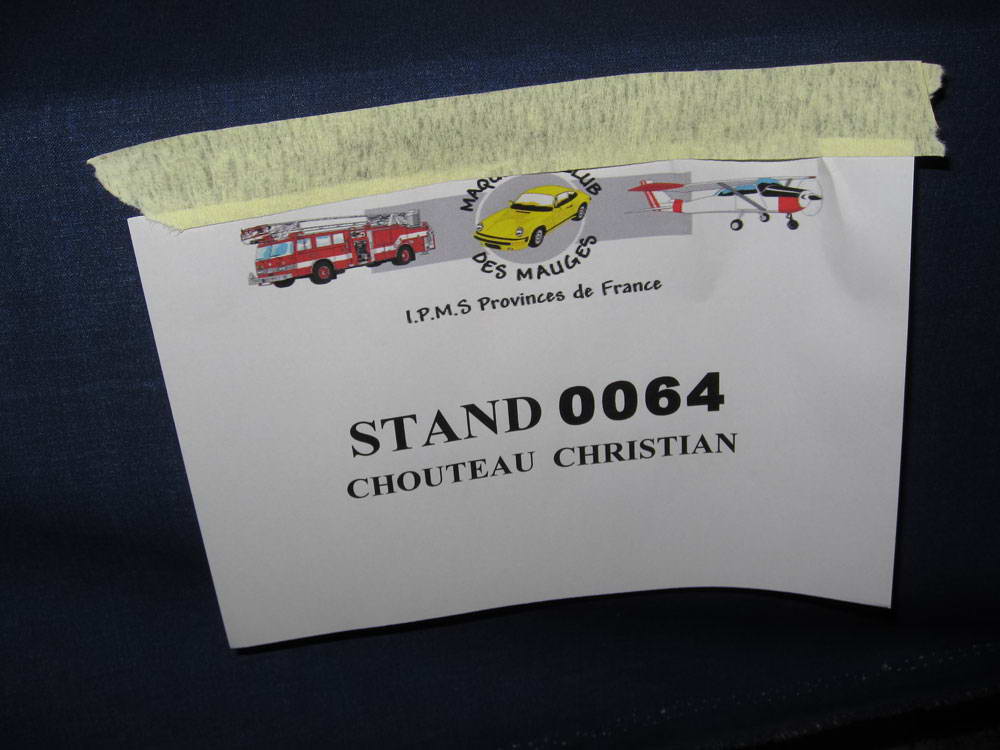 DES MAUGES
I.P.M.S Provinces de France
STAND 0064
CHOUTEAU CHRISTIAN